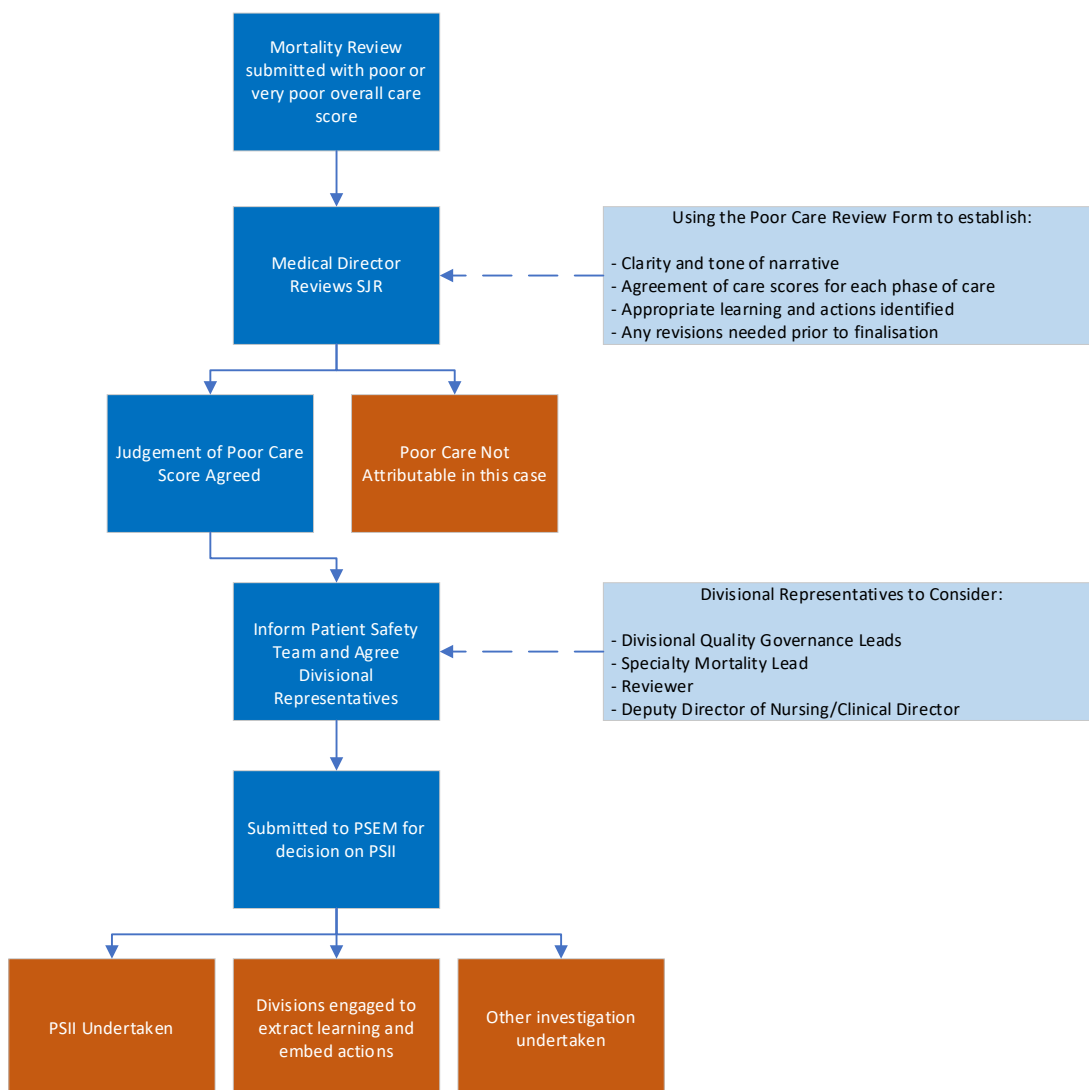 Mortality Review
submitted with poor or
very poor overall care
score
Using the Poor Care Review Form to establish:
- Clarity and tone of narrative
- Agreement of care scores for each phase of care
- Appropriate learning and actions identified
- Any revisions needed prior to finalisation
Medical Director
Reviews SJR
Judgement of Poor Care
Score Agreed
Poor Care Not
Attributable in this case
Divisional Representatives to Consider:
- Divisional Quality Governance Leads
- Specialty Mortality Lead
- Reviewer
- Deputy Director of Nursing/Clinical Director
Inform Patient Safety
Team and Agree
Divisional
Representatives
Submitted to PSEM for
decision on PSII
PSII Undertaken
Divisions engaged to
extract learning and
embed actions
Other investigation
undertaken